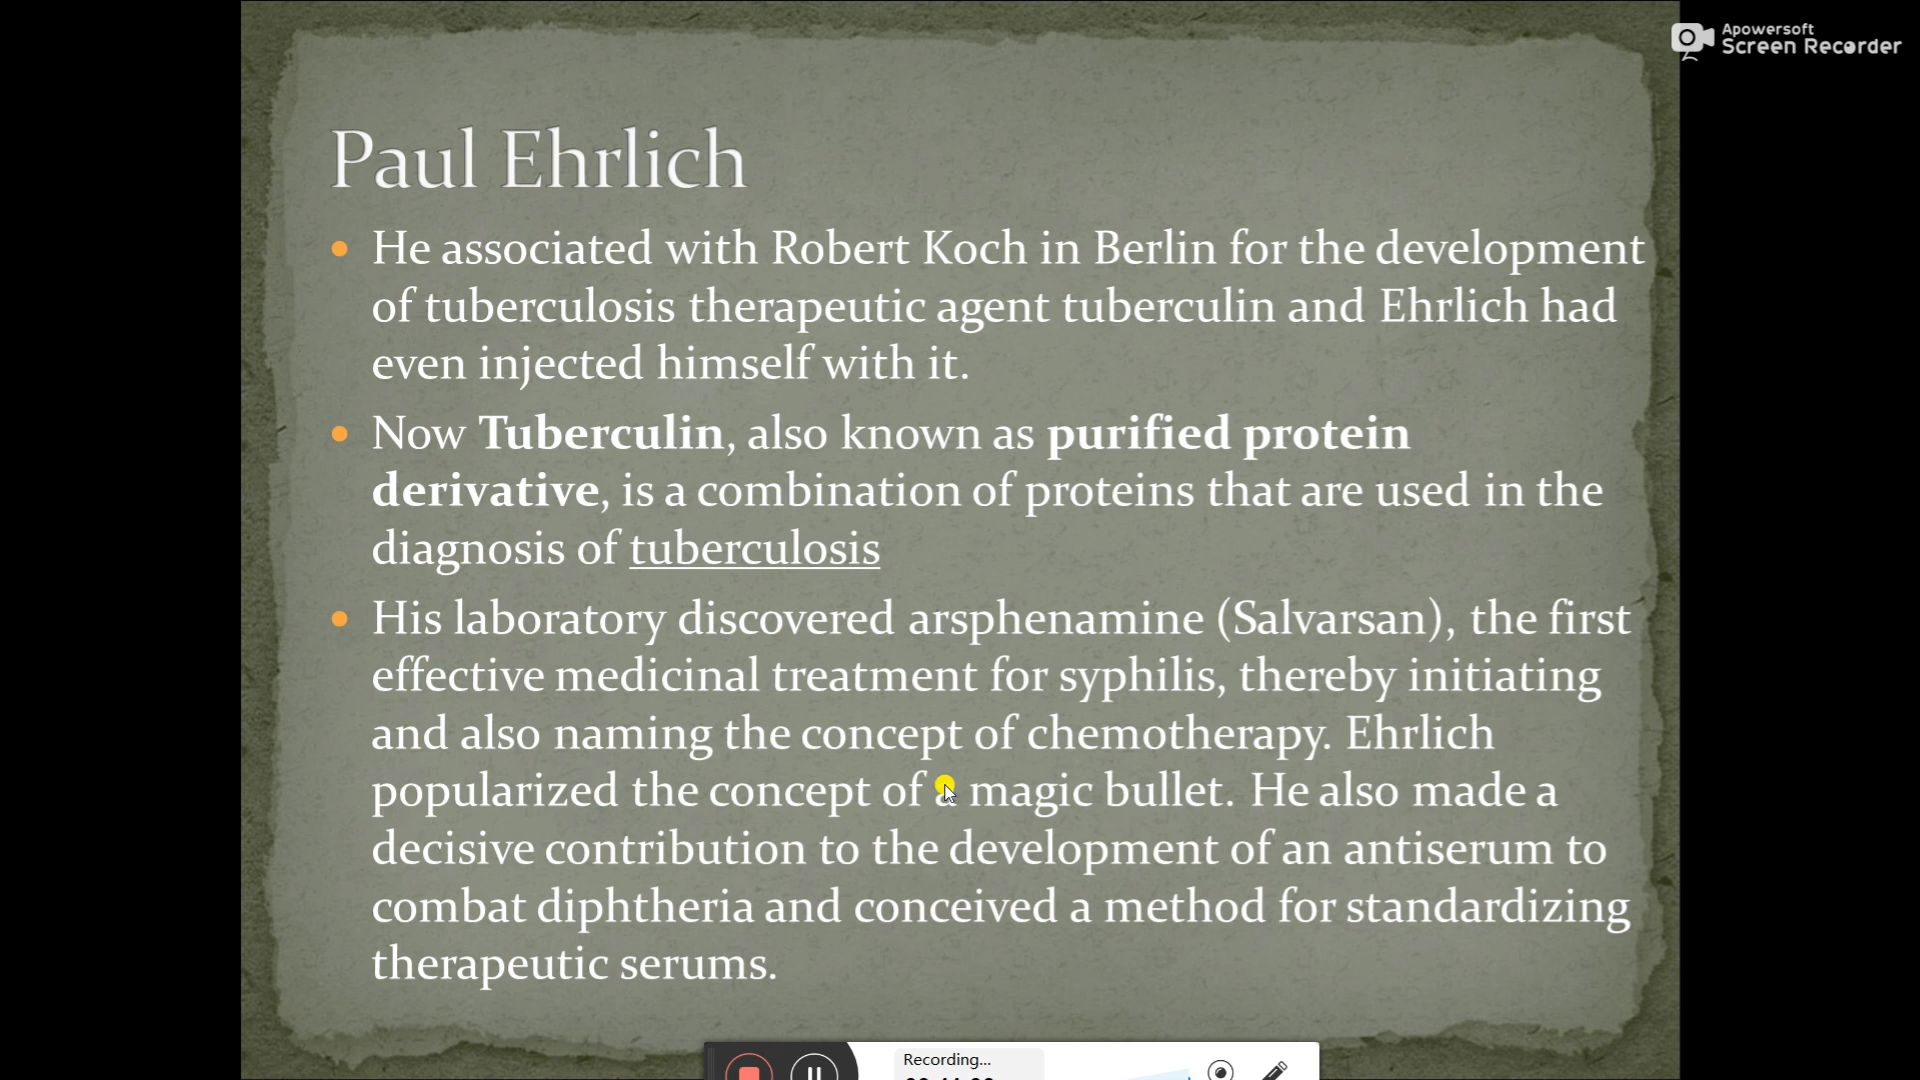 Apowersoft
Screen Recorder
Paul Ehrlich
He associated with Robert Koch in Berlin for the development
of tuberculosis therapeutic agent tuberculin and Ehrlich had
even injected himself with it.
Now Tuberculin, also known as purified protein
derivative, is a combination of proteins that are used in the
diagnosis of tuberculosis
His laboratory discovered arsphenamine (Salvarsan), the first
effective medicinal treatment for syphilis, thereby initiating
and also naming the concept of chemotherapy. Ehrlich
popularized the concept of a magic bullet. He also made a
decisive contribution to the development of an antiserum to
combat diphtheria and conceived a method for standardizing
therapeutic serums.
Recording...